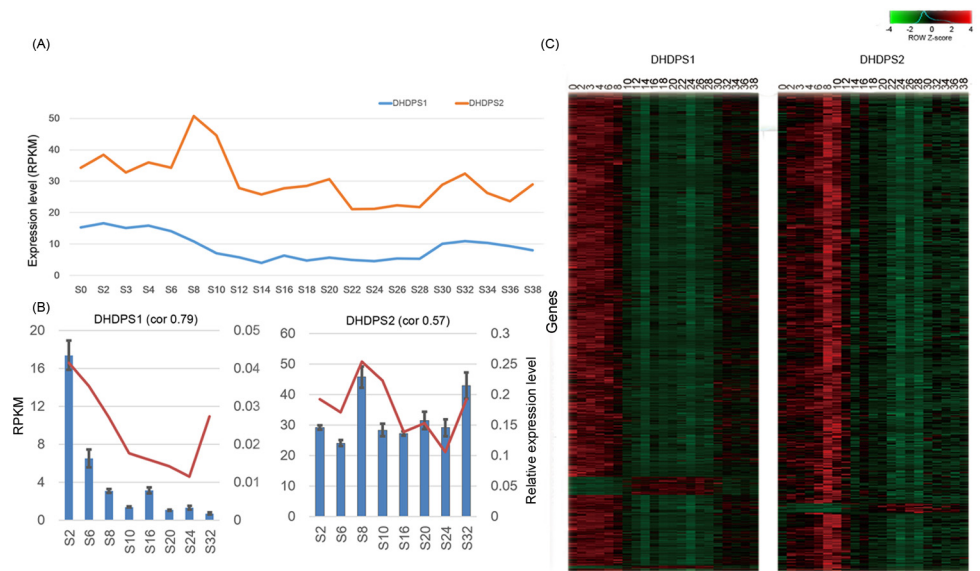 -4 -2 0 2 4
ROW Z-score
(A)
(C)
DHDPS1 DHDPS2
Expression level (RPKM)
50
40
30
20
10
0
S0 S2 S3 S4 S6 S8 S10 S12 S14 S16 S18 S20 S22 S24 S26 S28 S30 S32 S34 S36 S38
(B)
DHDPS1 (cor 0.79)
RPKM
20
16
12
8
4
0
0.05
0.04
0.03
0.02
0.01
0
S2 S6 S8 S10 S16 S20 S24 S32
DHDPS2 (cor 0.57)
60
50
40
30
20
10
0
0.3
0.25
0.2
0.15
0.1
0.05
0
Relative expression level
S2 S6 S8 S10 S16 S20 S24 S32
Genes
DHDPS1
0 2 3 4 6 8 10 12 14 16 18 20 22 24 26 28 30 32 34 36 38
DHDPS2
0 2 3 4 6 8 10 12 14 16 18 20 22 24 26 28 30 32 34 36 38